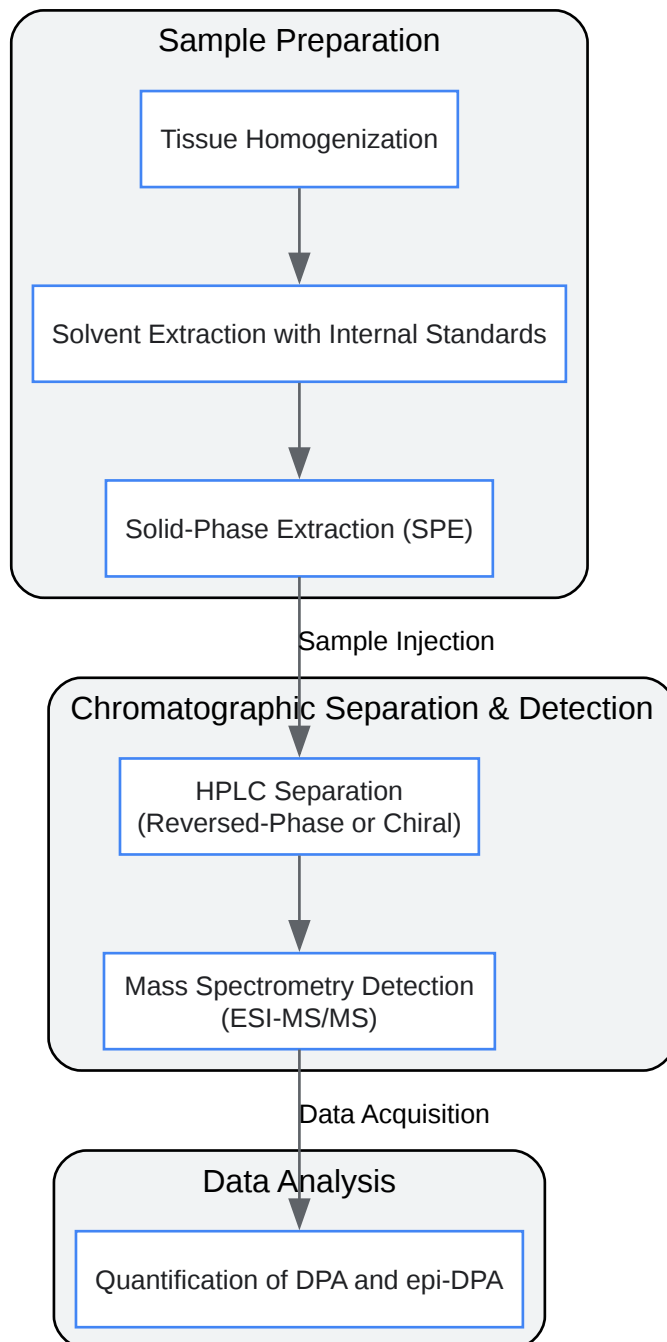 Sample Preparation
Tissue Homogenization
Solvent Extraction with Internal Standards
Solid-Phase Extraction (SPE)
Sample Injection
Chromatographic Separation & Detection
HPLC Separation
(Reversed-Phase or Chiral)
Mass Spectrometry Detection
(ESI-MS/MS)
Data Acquisition
Data Analysis
Quantification of DPA and epi-DPA